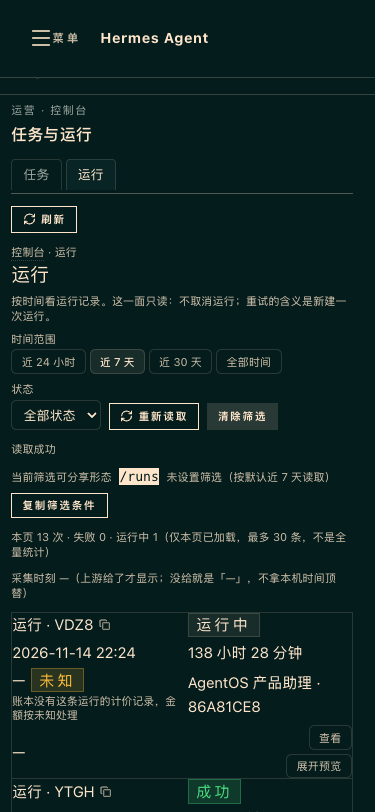 菜单 Hermes Agent
运营 · 控制台
任务与运行
任务 运行
刷新
控制台 · 运行
运行
按时间看运行记录。这一面只读：不取消运行；重试的含义是新建一
次运行。
时间范围
近 24 小时 近 7 天 近 30 天 全部时间
状态
全部状态 重新读取 清除筛选
读取成功
当前筛选可分享形态 /runs 未设置筛选（按默认近 7 天读取）
复制筛选条件
本页 13 次 · 失败 0 · 运行中 1（仅本页已加载，最多 30 条，不是全
量统计）
采集时刻 —（上游给了才显示；没给就是「—」，不拿本机时间顶
替）
运行 · VDZ8 运行中
2026-11-14 22:24 138 小时 28 分钟
— 未知 AgentOS 产品助理 ·
86A81CE8
账本没有这条运行的计价记录，金
额按未知处理
查看
—
展开预览
运行 · YTGH 成功